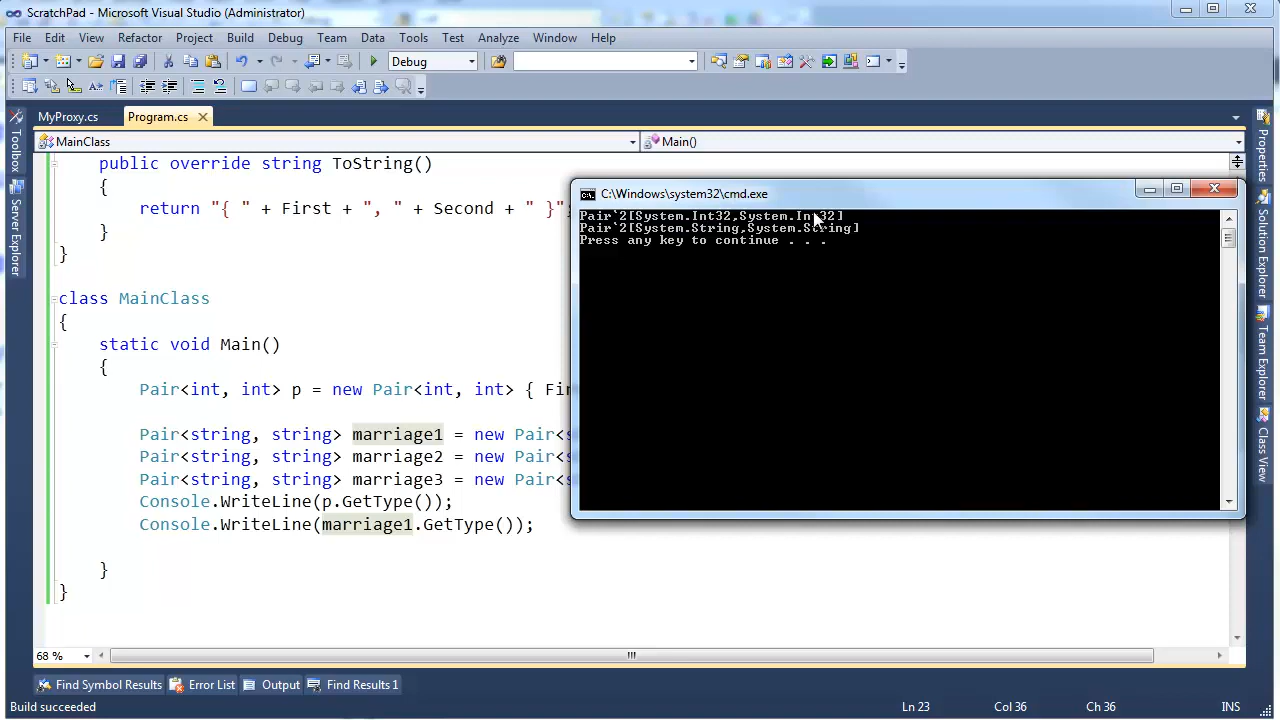 ScratchPad - Microsoft Visual Studio (Administrator)
File Edit View Refactor Project Build Debug Team Data Tools Test Analyze Window Help
Debug
MyProxy.cs Program.cs
MainClass Main()
Toolbox
Server Explorer
public override string ToString()
{
return "{ " + First + ", " + Second + " }";
}
}
class MainClass
{
static void Main()
{
Pair<int, int> p = new Pair<int, int> { Fi
Pair<string, string> marriage1 = new Pair<
Pair<string, string> marriage2 = new Pair<
Pair<string, string> marriage3 = new Pair<
Console.WriteLine(p.GetType());
Console.WriteLine(marriage1.GetType());
}
}
C:\Windows\system32\cmd.exe
Pair`2[System.Int32,System.Int32]
Pair`2[System.String,System.String]
Press any key to continue . . .
Properties
Solution Explorer
Team Explorer
Class View
68 %
Find Symbol Results Error List Output Find Results 1
Build succeeded Ln 23 Col 36 Ch 36 INS